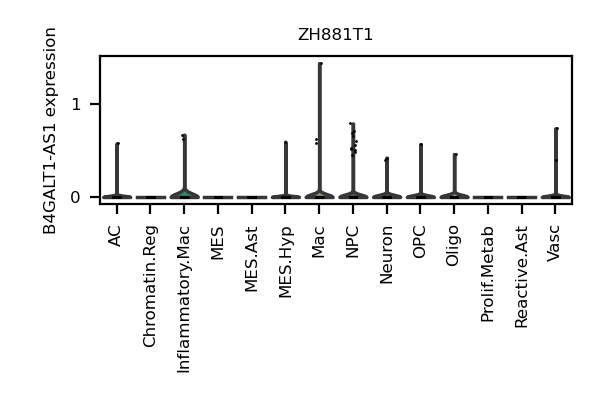 ZH881T1
B4GALT1-AS1 expression
1
0
AC
Chromatin.Reg
Inflammatory.Mac
MES
MES.Ast
MES.Hyp
Mac
NPC
Neuron
OPC
Oligo
Prolif.Metab
Reactive.Ast
Vasc